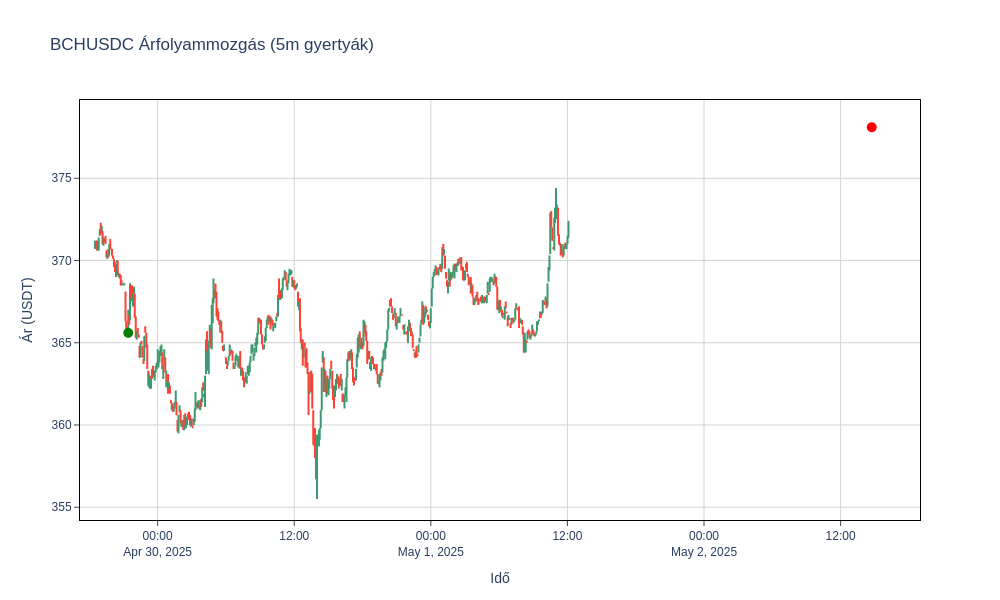 BCHUSDC Árfolyammozgás (5m gyertyák)
Ár (USDT)
375
370
365
360
355
00:00 12:00 00:00 12:00 00:00 12:00
Apr 30, 2025 May 1, 2025 May 2, 2025
Idő